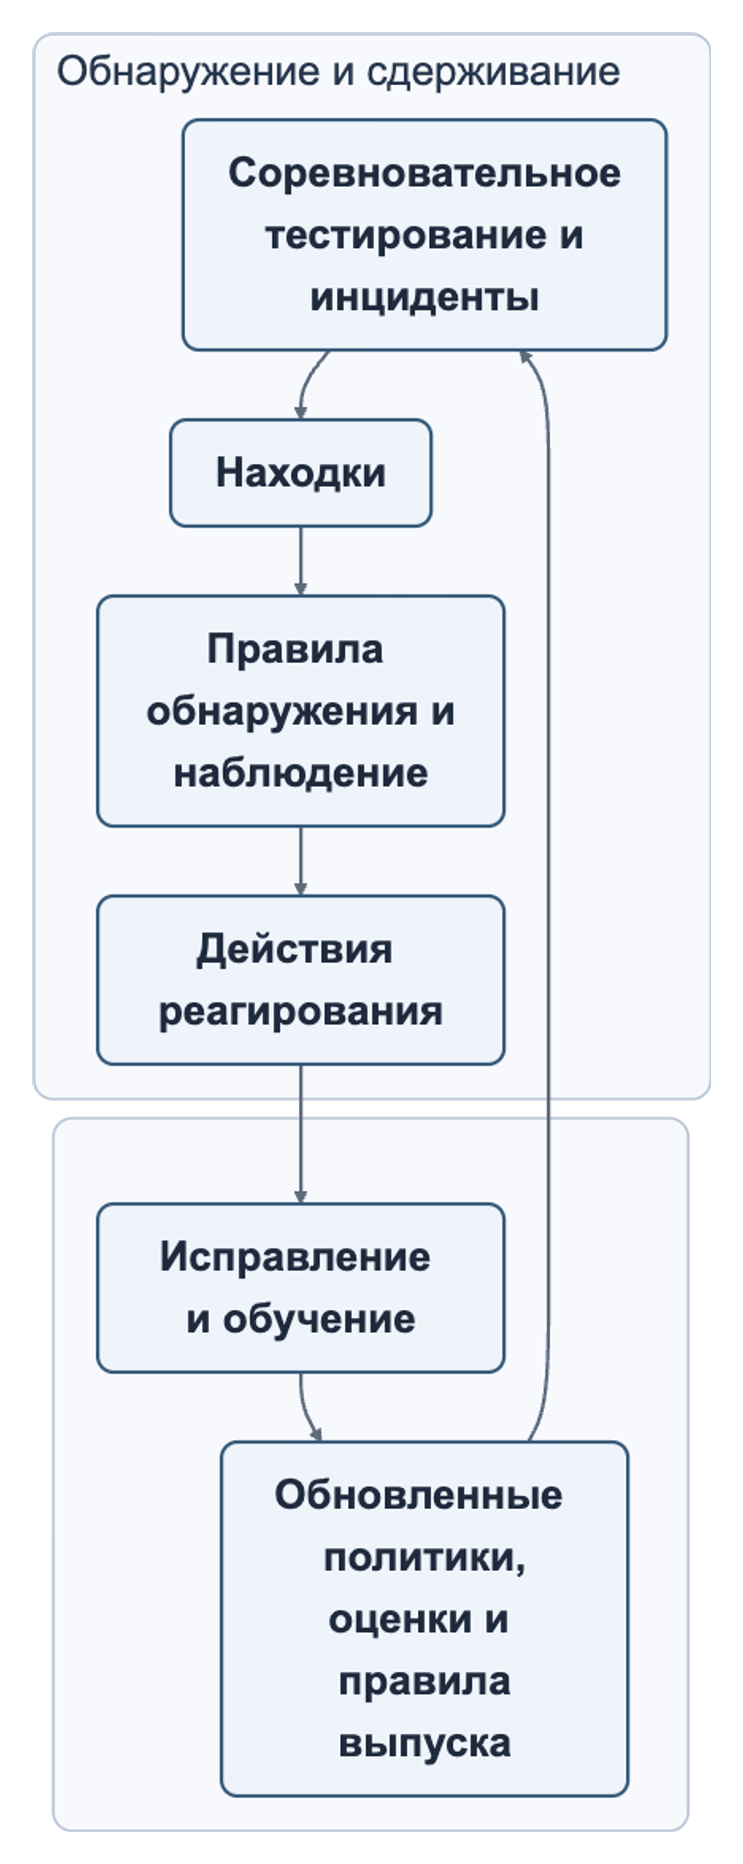 Обнаружение и сдерживание
Соревновательное
тестирование и
инциденты
Находки
Правила
обнаружения и
наблюдение
Действия
реагирования
Исправление
и обучение
Обновленные
политики,
оценки и
правила
выпуска